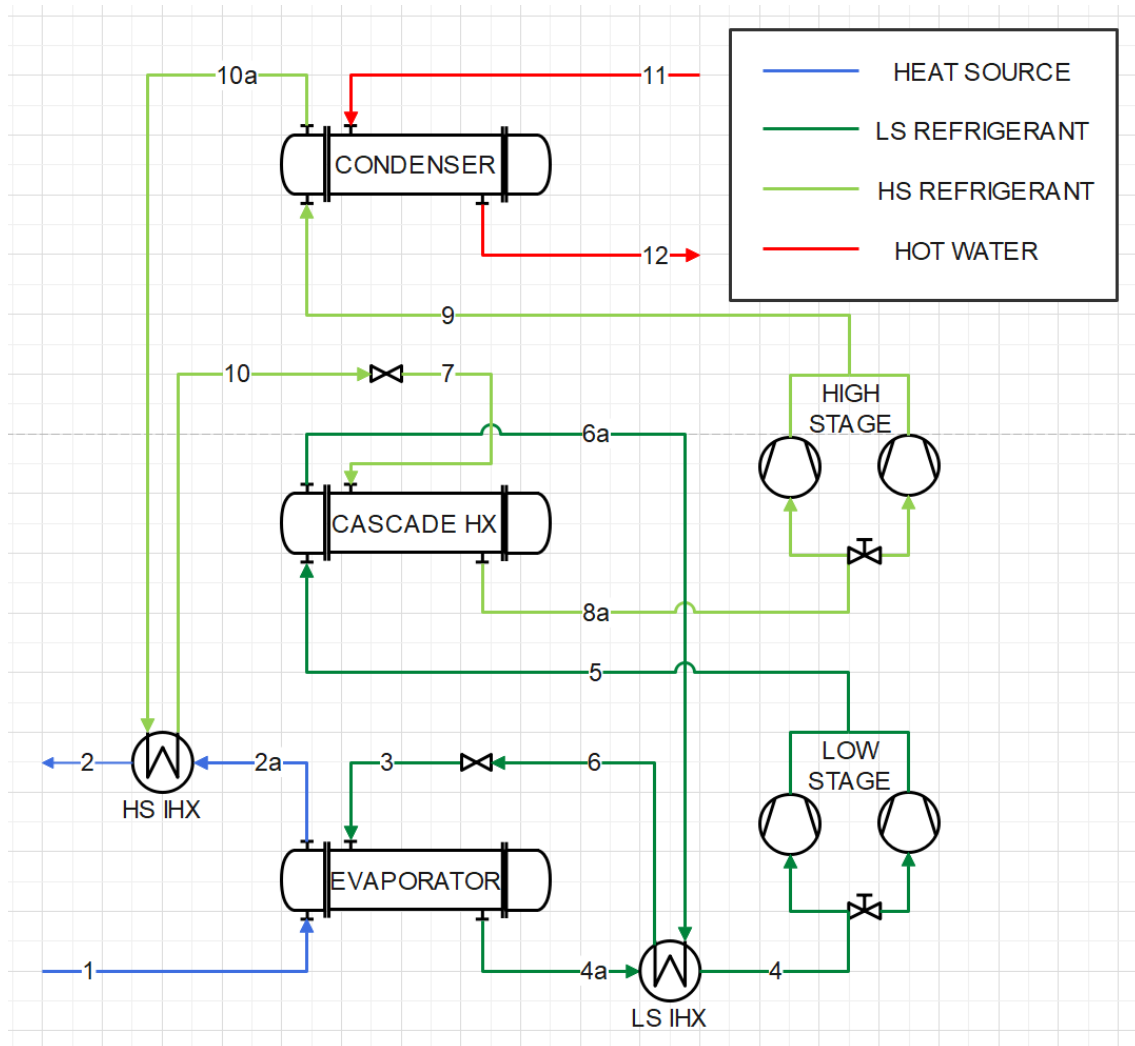 10a
11
HEAT SOURCE
LS REFRIGERANT
HS REFRIGERANT
HOT WATER
CONDENSER
12
9
10
7
HIGH
STAGE
6a
CASCADE HX
8a
5
2
2a
3
6
LOW
STAGE
HS IHX
EVAPORATOR
1
4a
4
LS IHX